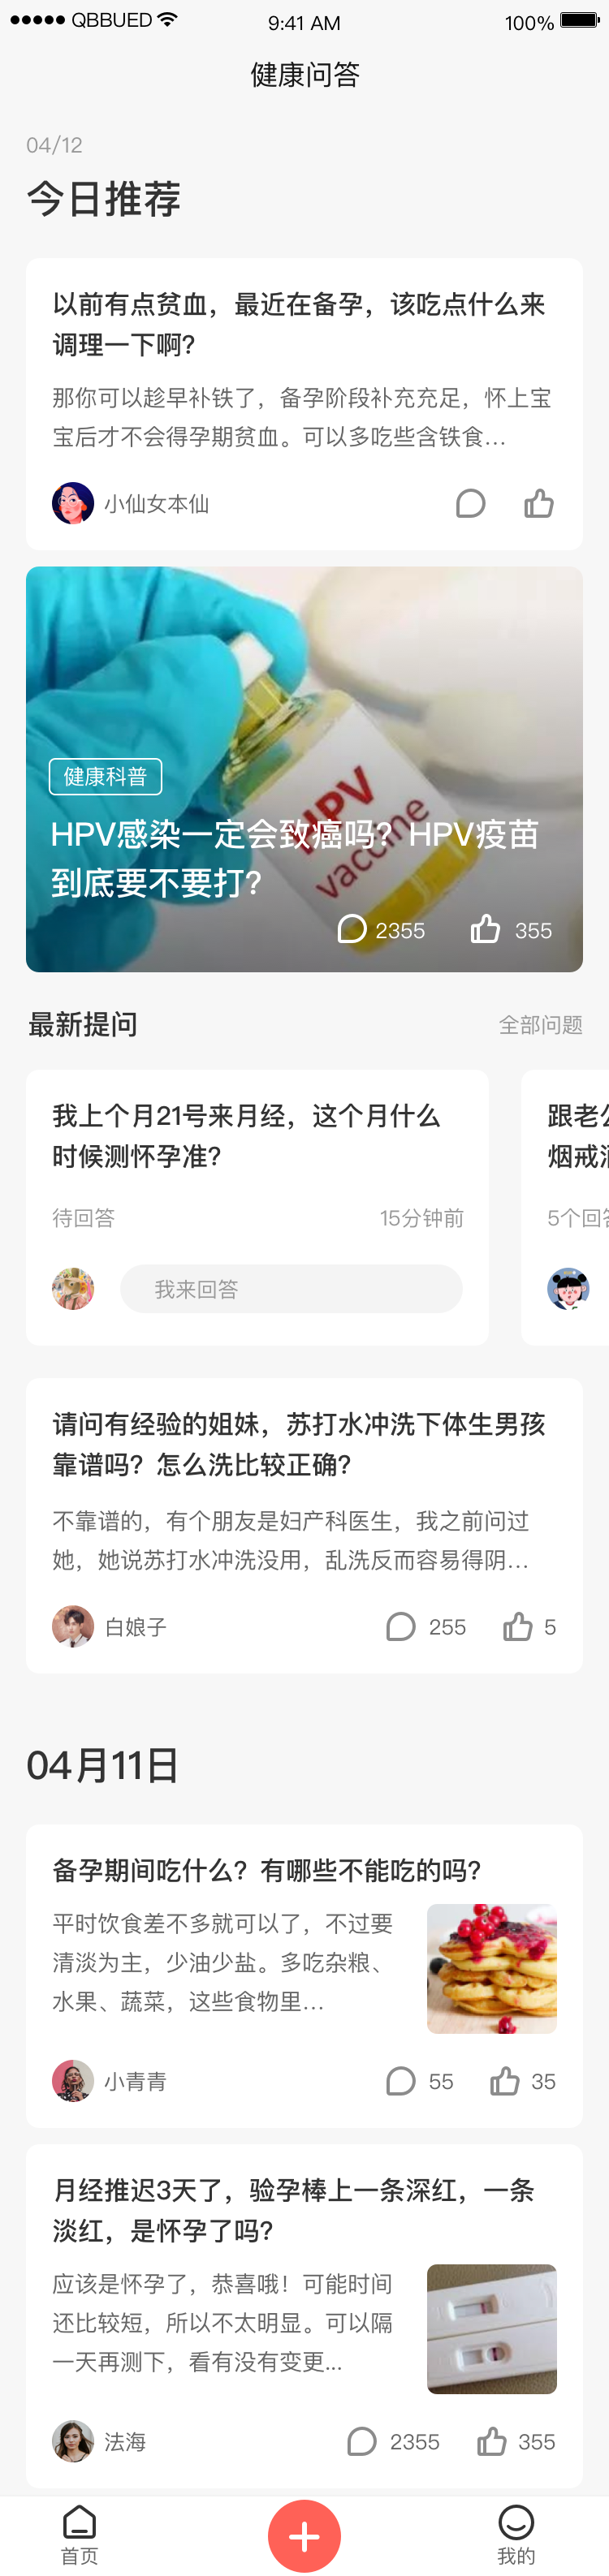 QBBUED
9:41 AM
100%
健康问答
04/12
今日推荐
以前有点贫血，最近在备孕，该吃点什么来
调理一下啊？
那你可以趁早补铁了，备孕阶段补充充足，怀上宝
宝后才不会得孕期贫血。可以多吃些含铁食...
小仙女本仙
HPV
vaccine
健康科普
HPV感染一定会致癌吗？HPV疫苗
到底要不要打？
2355
355
最新提问
全部问题
我上个月21号来月经，这个月什么
时候测怀孕准？
待回答
15分钟前
我来回答
跟老
烟戒
5个回
请问有经验的姐妹，苏打水冲洗下体生男孩
靠谱吗？怎么洗比较正确？
不靠谱的，有个朋友是妇产科医生，我之前问过
她，她说苏打水冲洗没用，乱洗反而容易得阴...
白娘子
255
5
04月11日
备孕期间吃什么？有哪些不能吃的吗？
平时饮食差不多就可以了，不过要
清淡为主，少油少盐。多吃杂粮、
水果、蔬菜，这些食物里...
小青青
55
35
月经推迟3天了，验孕棒上一条深红，一条
淡红，是怀孕了吗？
应该是怀孕了，恭喜哦！可能时间
还比较短，所以不太明显。可以隔
一天再测下，看有没有变更...
法海
2355
355
首页
我的